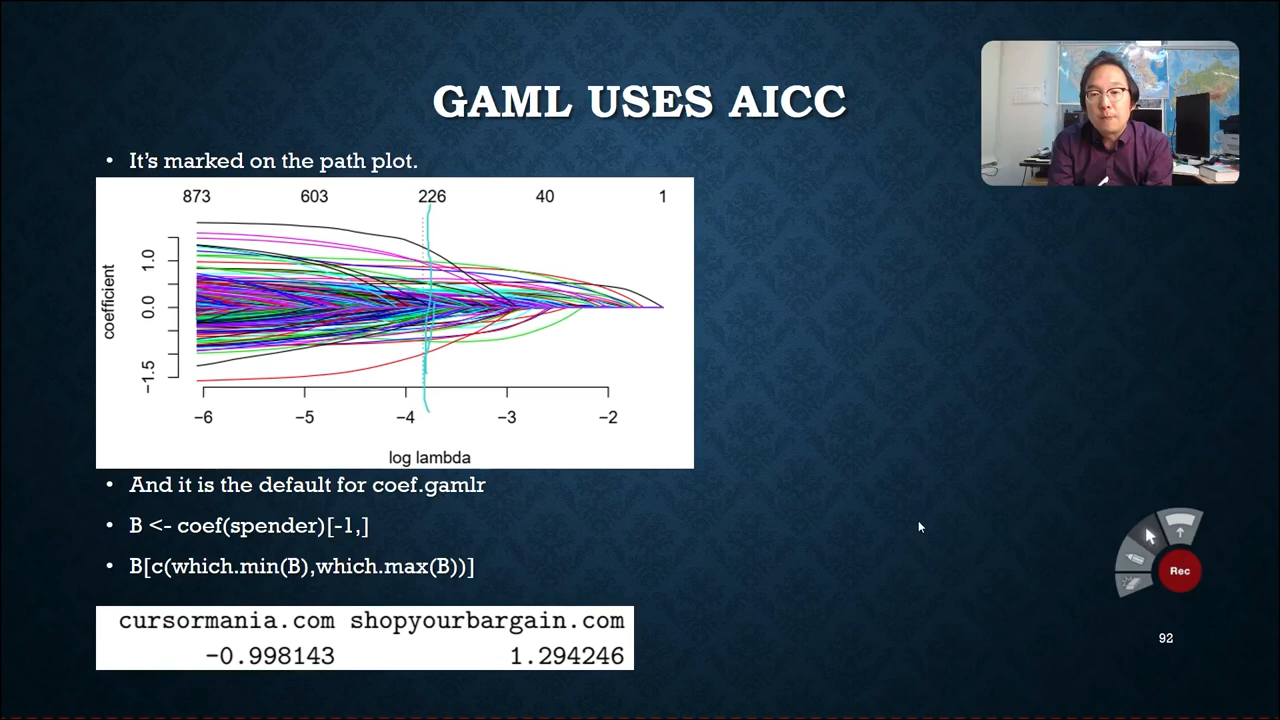 GAML USES AICC
• It's marked on the path plot.
873 603 226 40 1
coefficient
1.0
0.0
−1.5
−6 −5 −4 −3 −2
log lambda
• And it is the default for coef.gamlr
• B <- coef(spender)[-1,]
• B[c(which.min(B),which.max(B))]
cursormania.com shopyourbargain.com
-0.998143 1.294246
Rec
92